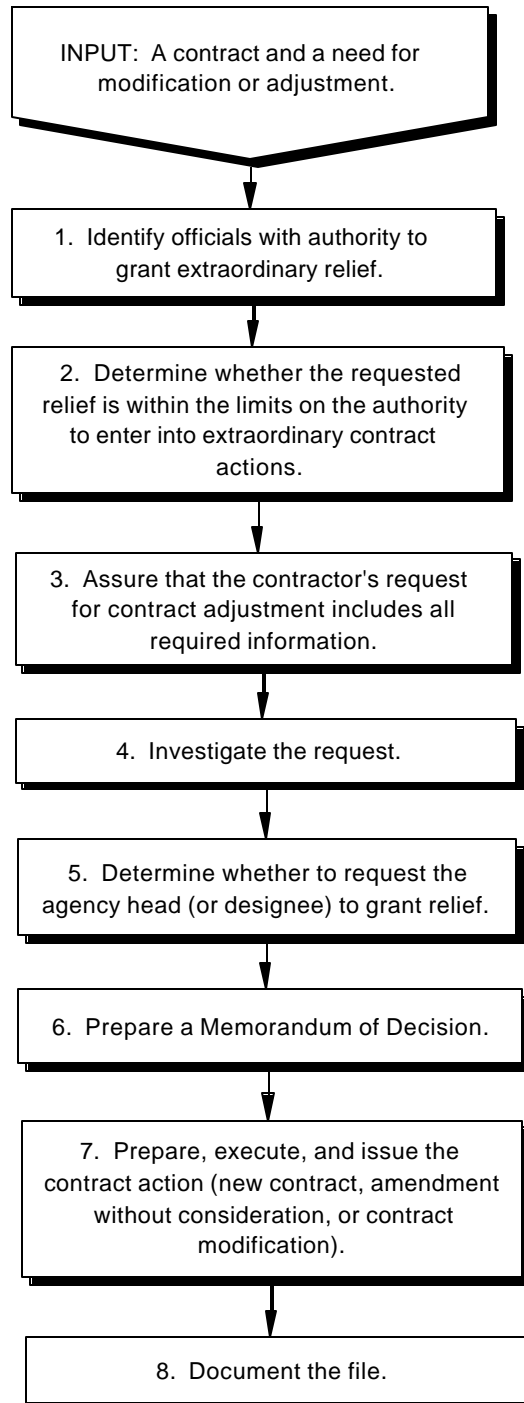 INPUT:  A contract and a need for
modification or adjustment.
1.  Identify officials with authority to
grant extraordinary relief.
2.  Determine whether the requested
relief is within the limits on the authority
to enter into extraordinary contract
actions.
3.  Assure that the contractor's request
for contract adjustment includes all
required information.
4.  Investigate the request.
5.  Determine whether to request the
agency head (or designee) to grant relief.
6.  Prepare a Memorandum of Decision.
7.  Prepare, execute, and issue the
contract action (new contract, amendment
without consideration, or contract
modification).
8.  Document the file.